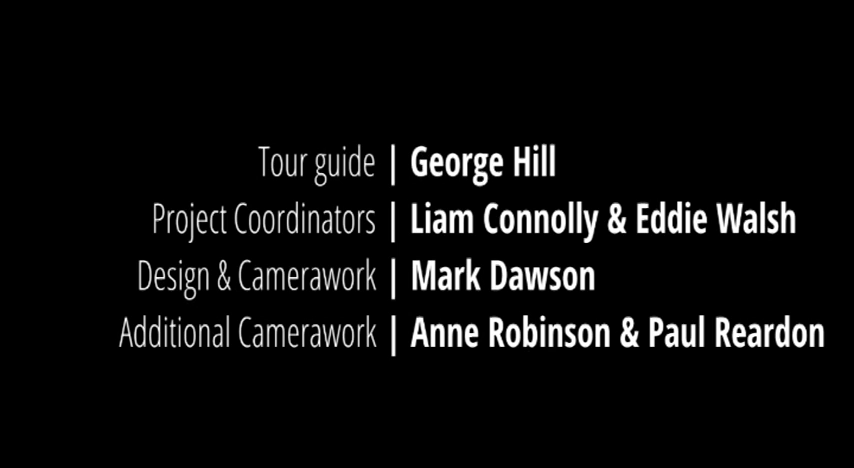 Tour guide | George Hill
Project Coordinators | Liam Connolly & Eddie Walsh
Design & Camerawork | Mark Dawson
Additional Camerawork | Anne Robinson & Paul Reardon